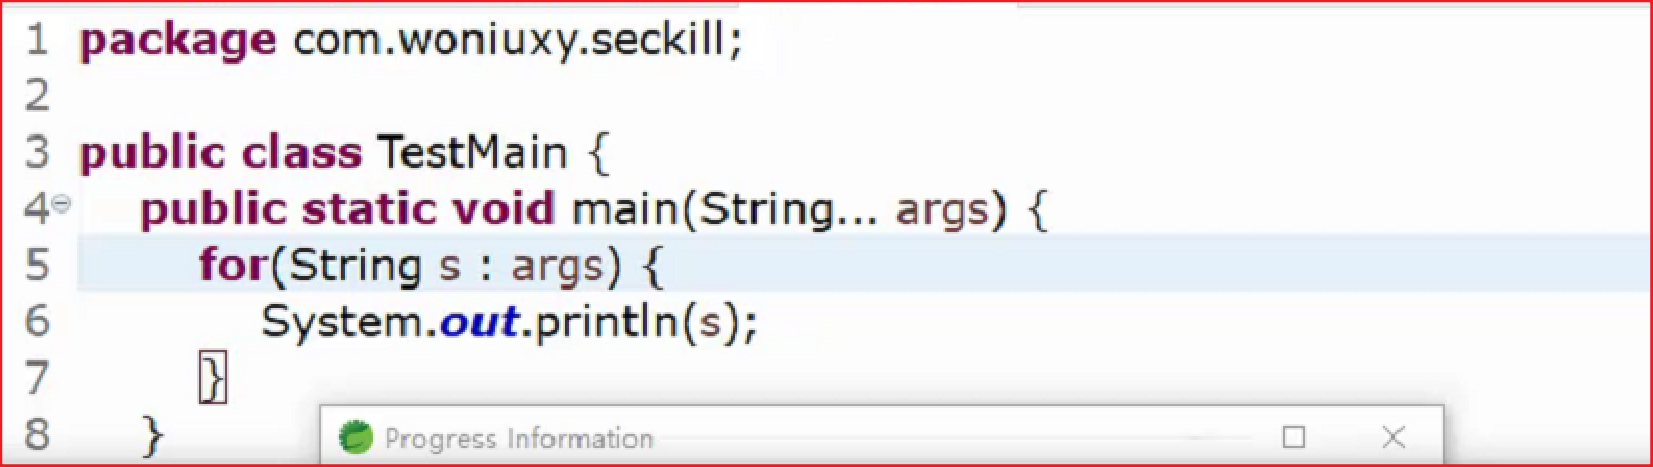 1 package com.woniuxy.seckill;
2
3 public class TestMain {
4 public static void main(String... args) {
5 for(String s : args) {
6 System.out.println(s);
7 }
8 }
Progress Information